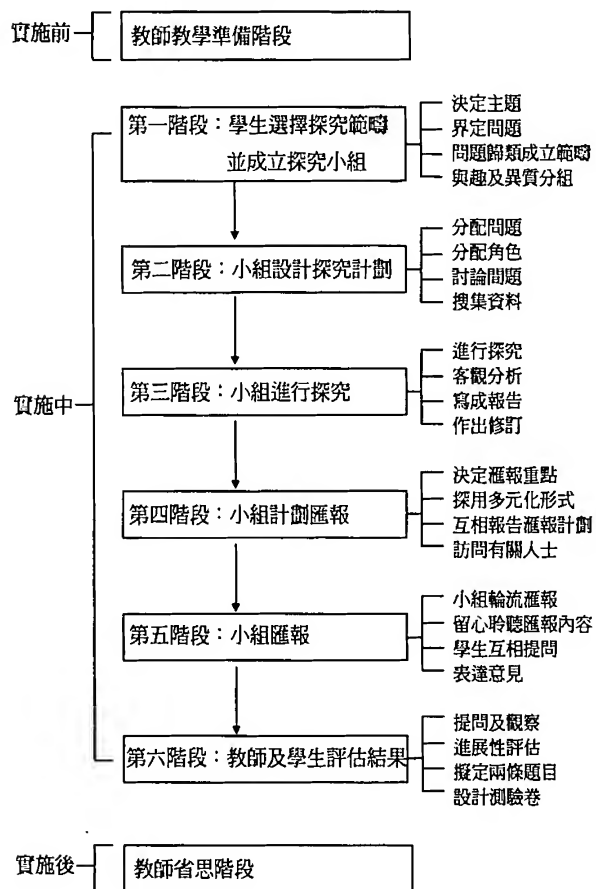 實施前
教師教學準備階段
第一階段：學生選擇探究範疇
並成立探究小組
決定主題
界定問題
問題歸類成立範疇
興趣及異質分組
第二階段：小組設計探究計劃
分配問題
分配角色
討論問題
搜集資料
實施中
第三階段：小組進行探究
進行探究
客觀分析
寫成報告
作出修訂
第四階段：小組計劃匯報
決定滙報重點
採用多元化形式
互相報告滙報計劃
訪問有關人士
第五階段：小組匯報
小組輪流滙報
留心聆聽匯報內容
學生互相提問
表達意見
第六階段：教師及學生評估結果
提問及觀察
進展性評估
擬定兩條題目
設計測驗卷
實施後
教師省思階段